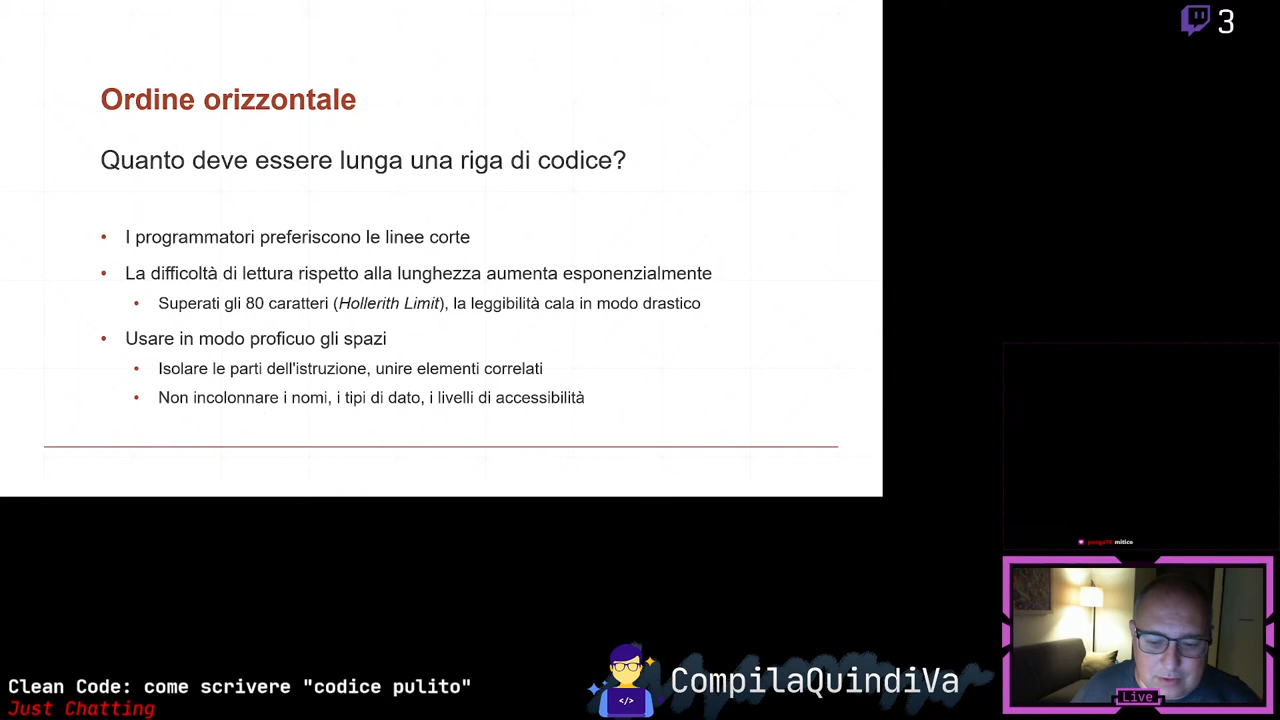 3
Ordine orizzontale
Quanto deve essere lunga una riga di codice?
• I programmatori preferiscono le linee corte
• La difficoltà di lettura rispetto alla lunghezza aumenta esponenzialmente
• Superati gli 80 caratteri (Hollerith Limit), la leggibilità cala in modo drastico
• Usare in modo proficuo gli spazi
• Isolare le parti dell'istruzione, unire elementi correlati
• Non incolonnare i nomi, i tipi di dato, i livelli di accessibilità
mitico
Live
</>
CompilaQuindiVa
Clean Code: come scrivere "codice pulito"
Just Chatting